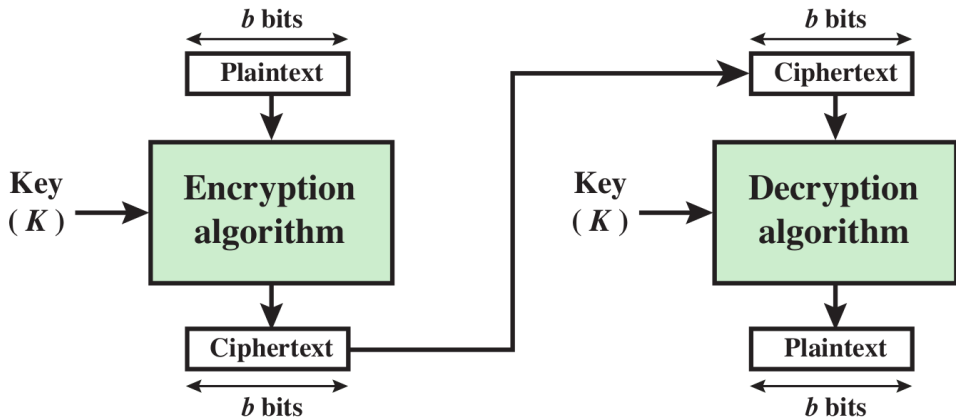 b bits
Plaintext
Key
( K )
Encryption
algorithm
Ciphertext
b bits
b bits
Ciphertext
Key
( K )
Decryption
algorithm
Plaintext
b bits